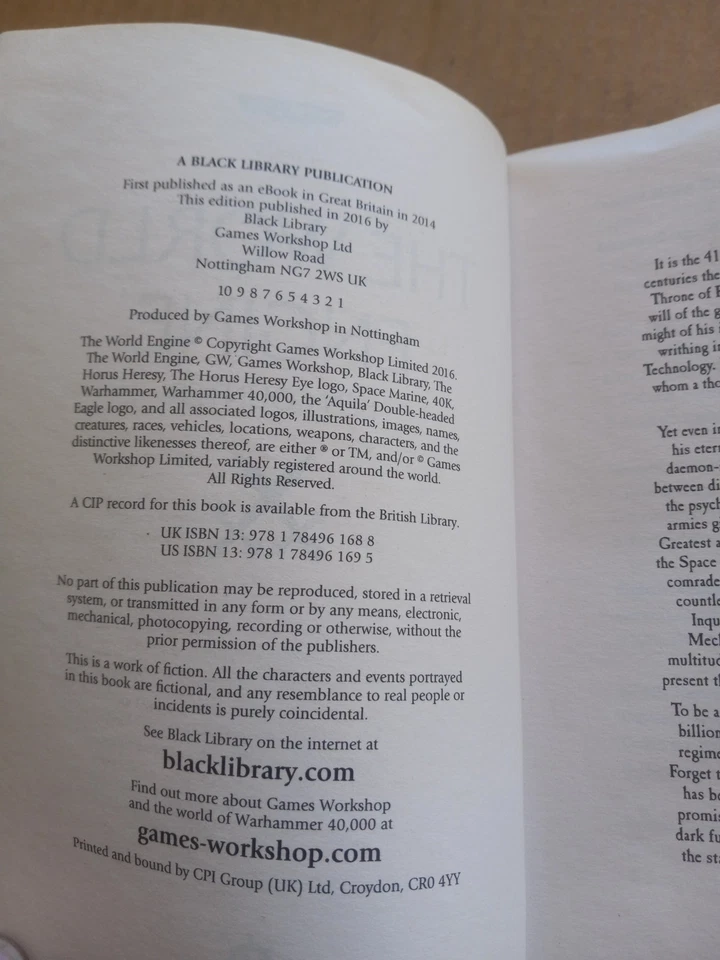 A BLACK LIBRARY PUBLICATION
First published as an eBook in Great Britain in 2014
This edition published in 2016 by
Black Library
Games Workshop Ltd
Willow Road
Nottingham NG7 2WS UK
10 9 8 7 6 5 4 3 2 1
Produced by Games Workshop in Nottingham
The World Engine © Copyright Games Workshop Limited 2016.
The World Engine, GW, Games Workshop, Black Library, The
Horus Heresy, The Horus Heresy Eye logo, Space Marine, 40K,
Warhammer, Warhammer 40,000, the ‘Aquila’ Double-headed
Eagle logo, and all associated logos, illustrations, images, names,
creatures, races, vehicles, locations, weapons, characters, and the
distinctive likenesses thereof, are either ® or TM, and/or © Games
Workshop Limited, variably registered around the world.
All Rights Reserved.
A CIP record for this book is available from the British Library.
UK ISBN 13: 978 1 78496 168 8
US ISBN 13: 978 1 78496 169 5
No part of this publication may be reproduced, stored in a retrieval
system, or transmitted in any form or by any means, electronic,
mechanical, photocopying, recording or otherwise, without the
prior permission of the publishers.
This is a work of fiction. All the characters and events portrayed
in this book are fictional, and any resemblance to real people or
incidents is purely coincidental.
See Black Library on the internet at
blacklibrary.com
Find out more about Games Workshop
and the world of Warhammer 40,000 at
games-workshop.com
Printed and bound by CPI Group (UK) Ltd, Croydon, CR0 4YY
It is the 41
centuries the
Throne of
will of the g
might of his
writhing in
Technology.
whom a tho
Yet even in
his eter
daemon-
between di
the psych
armies g
Greatest a
the Space
comrade
countle
Inqu
Mech
multitud
present t
To be a
billion
regime
Forget t
has be
promis
dark fu
the sta